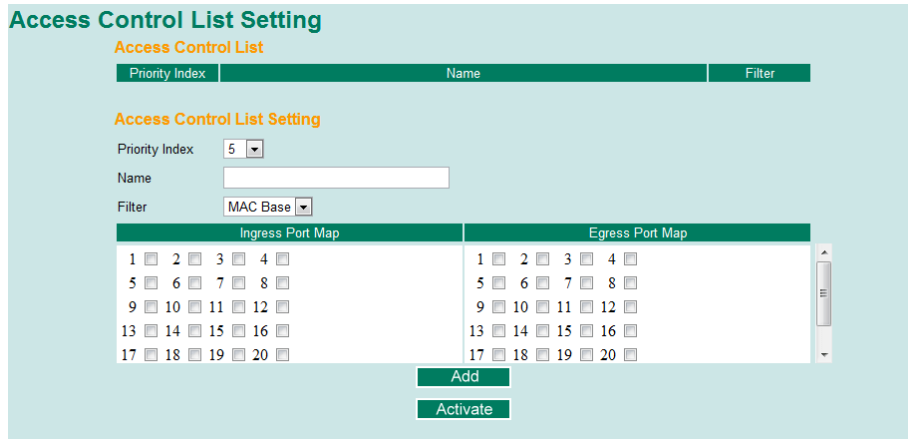 Access Control List Setting
Access Control List
Priority Index Name Filter
Access Control List Setting
Priority Index 5
Name
Filter MAC Base
Ingress Port Map Egress Port Map
1 2 3 4 1 2 3 4
5 6 7 8 5 6 7 8
9 10 11 12 9 10 11 12
13 14 15 16 13 14 15 16
17 18 19 20 17 18 19 20
Add
Activate